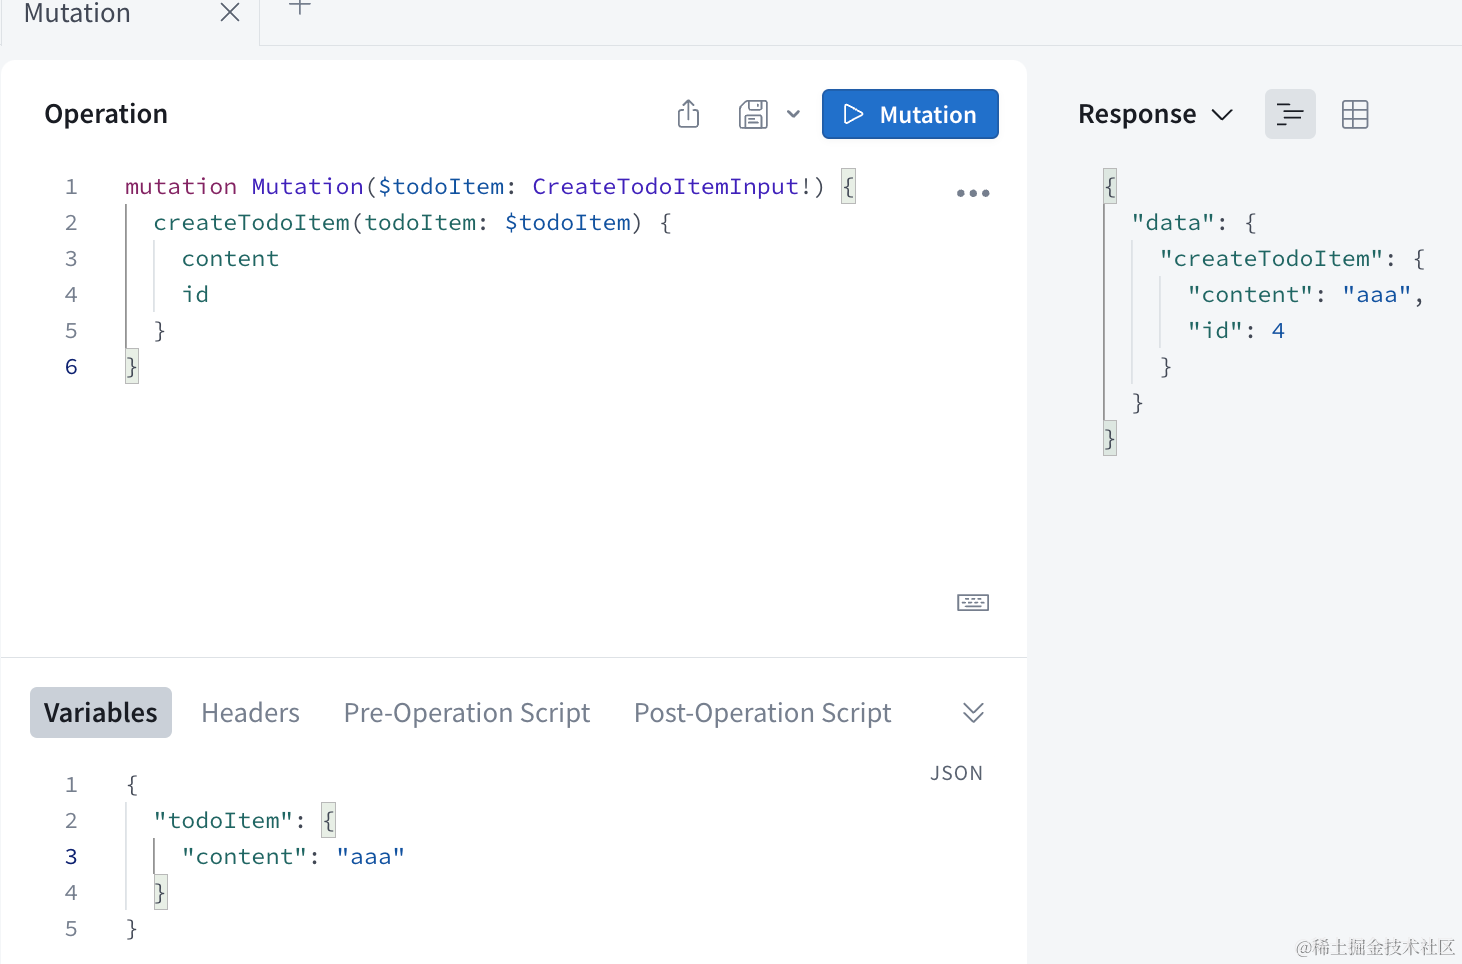 Mutation
Operation
Mutation
1 mutation Mutation($todoItem: CreateTodoItemInput!) {
2   createTodoItem(todoItem: $todoItem) {
3     content
4     id
5   }
6 }
Variables Headers Pre-Operation Script Post-Operation Script
JSON
1 {
2   "todoItem": {
3     "content": "aaa"
4   }
5 }
Response
{
  "data": {
    "createTodoItem": {
      "content": "aaa",
      "id": 4
    }
  }
}
@稀土掘金技术社区